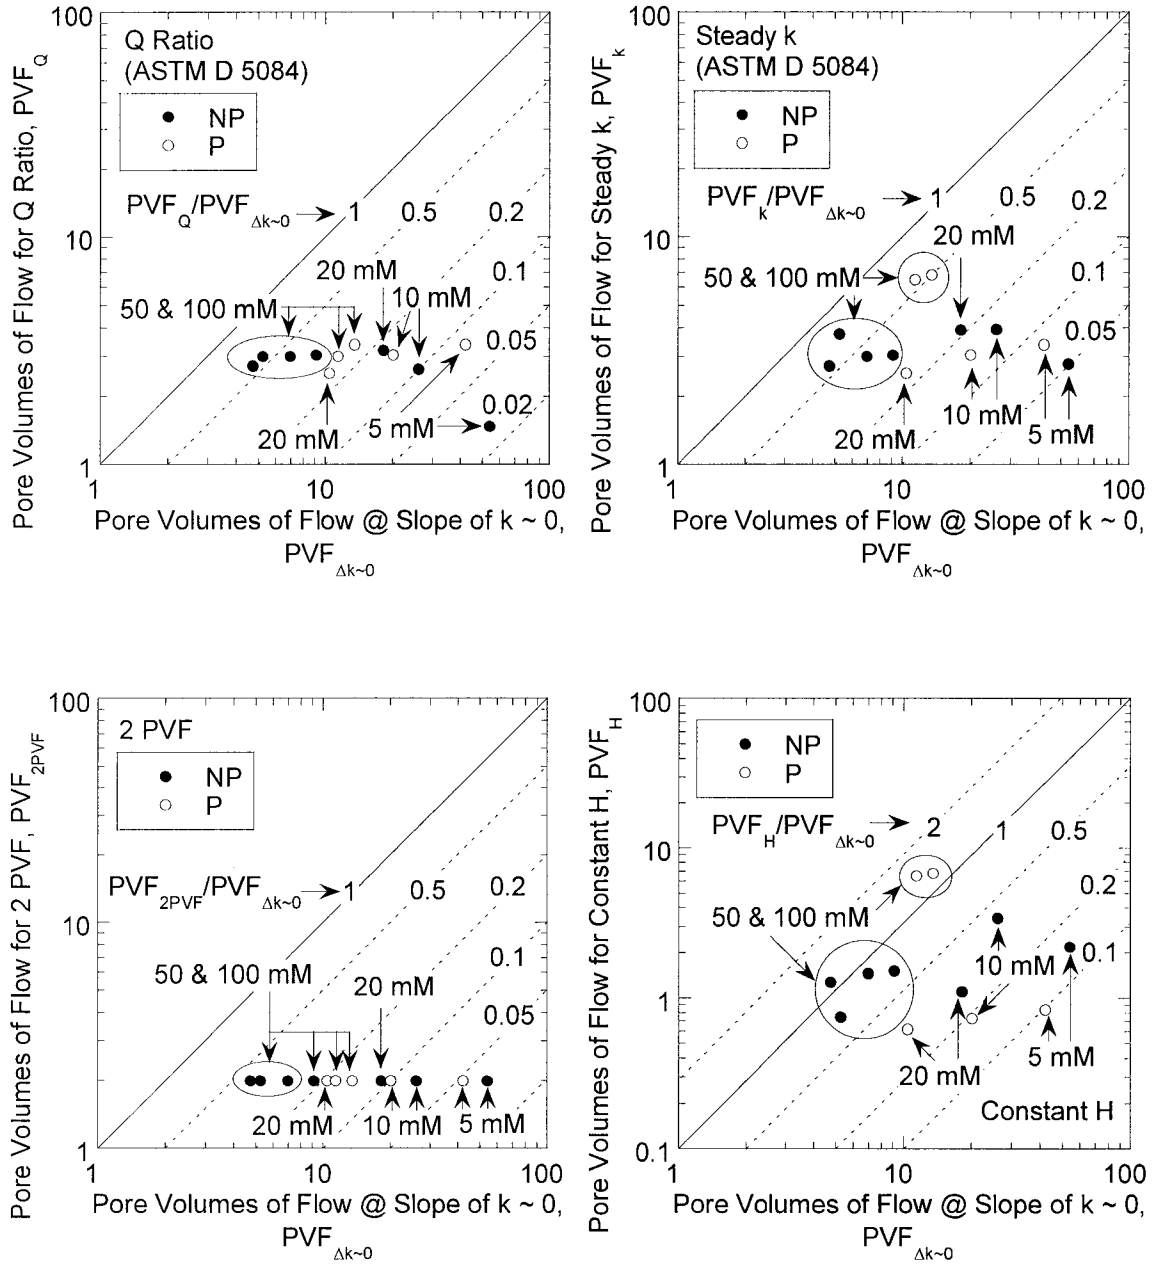 Pore Volumes of Flow for Q Ratio, PVF_Q
100
10
1
Q Ratio
(ASTM D 5084)
NP
P
PVF_Q/PVF_Δk~0
1
0.5
0.2
0.1
0.05
0.02
20 mM
10 mM
50 & 100 mM
20 mM
5 mM
1
10
100
Pore Volumes of Flow @ Slope of k ~ 0,
PVF_Δk~0
Pore Volumes of Flow for Steady k, PVF_k
100
10
1
Steady k
(ASTM D 5084)
NP
P
PVF_k/PVF_Δk~0
1
0.5
0.2
0.1
0.05
20 mM
50 & 100 mM
10 mM
20 mM
5 mM
1
10
100
Pore Volumes of Flow @ Slope of k ~ 0,
PVF_Δk~0
Pore Volumes of Flow for 2 PVF, PVF_2PVF
100
10
1
2 PVF
NP
P
PVF_2PVF/PVF_Δk~0
1
0.5
0.2
0.1
0.05
50 & 100 mM
20 mM
20 mM
10 mM
5 mM
1
10
100
Pore Volumes of Flow @ Slope of k ~ 0,
PVF_Δk~0
Pore Volumes of Flow for Constant H, PVF_H
100
10
1
0.1
NP
P
PVF_H/PVF_Δk~0
2
1
0.5
0.2
0.1
50 & 100 mM
10 mM
20 mM
5 mM
Constant H
1
10
100
Pore Volumes of Flow @ Slope of k ~ 0,
PVF_Δk~0